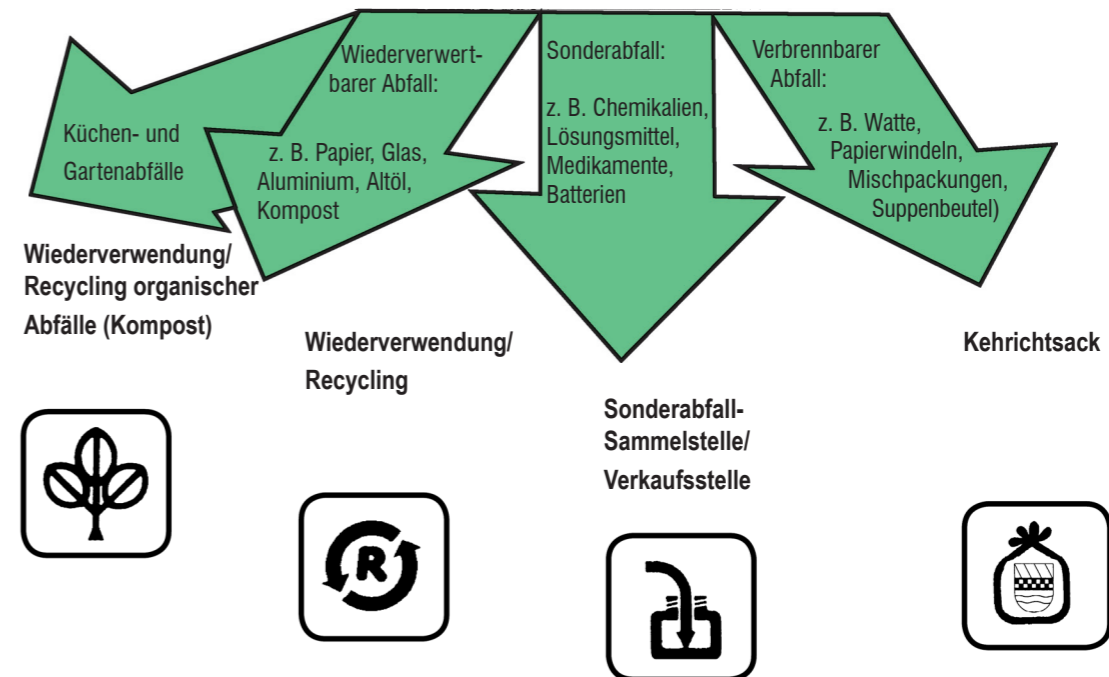 Küchen- und
Gartenabfälle
Wiederverwert-
barer Abfall:
z. B. Papier, Glas,
Aluminium, Altöl,
Kompost
Sonderabfall:
z. B. Chemikalien,
Lösungsmittel,
Medikamente,
Batterien
Verbrennbarer
Abfall:
z. B. Watte,
Papierwindeln,
Mischpackungen,
Suppenbeutel)
Wiederverwendung/
Recycling organischer
Abfälle (Kompost)
Wiederverwendung/
Recycling
Sonderabfall-
Sammelstelle/
Verkaufsstelle
Kehrichtsack
R